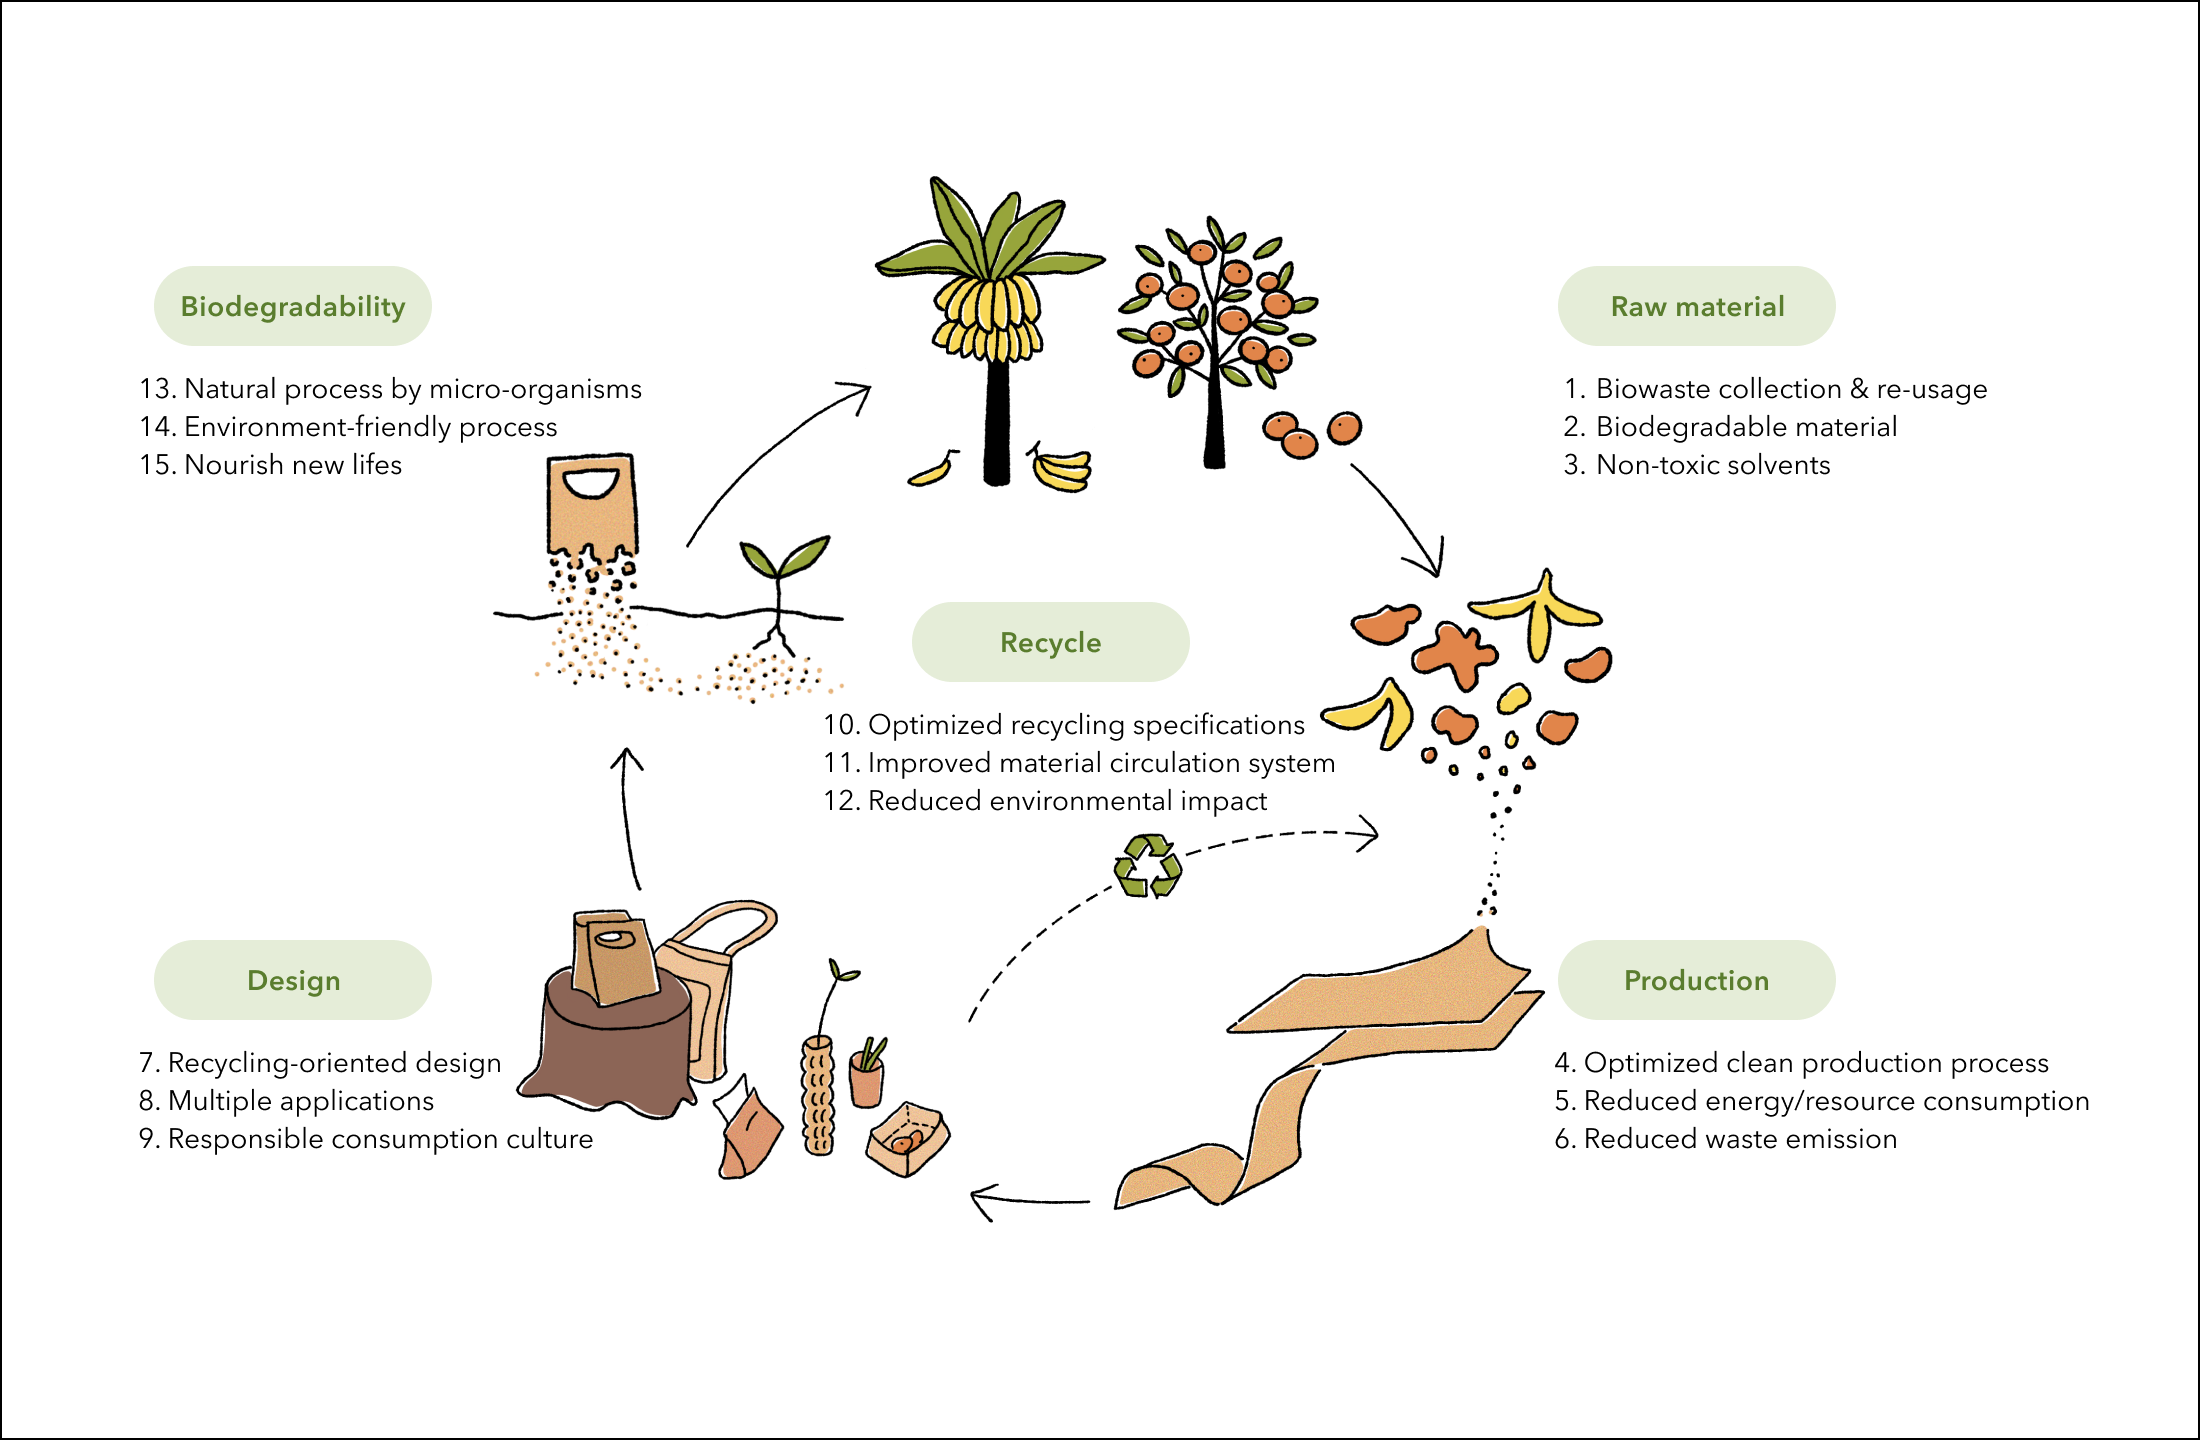 Biodegradability
13. Natural process by micro-organisms
14. Environment-friendly process
15. Nourish new lifes
Raw material
1. Biowaste collection & re-usage
2. Biodegradable material
3. Non-toxic solvents
Recycle
10. Optimized recycling specifications
11. Improved material circulation system
12. Reduced environmental impact
Design
7. Recycling-oriented design
8. Multiple applications
9. Responsible consumption culture
Production
4. Optimized clean production process
5. Reduced energy/resource consumption
6. Reduced waste emission